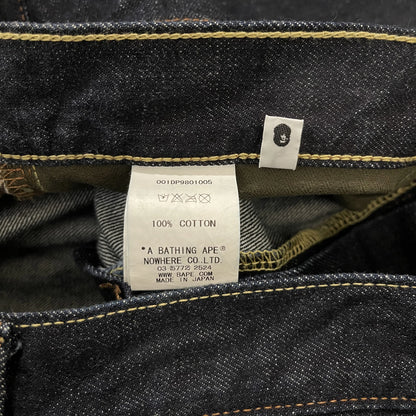 001DP9801005
100% COTTON
"A BATHING APE®
NOWHERE CO.,LTD.
03(5772)2524
WWW.BAPE.COM
MADE IN JAPAN